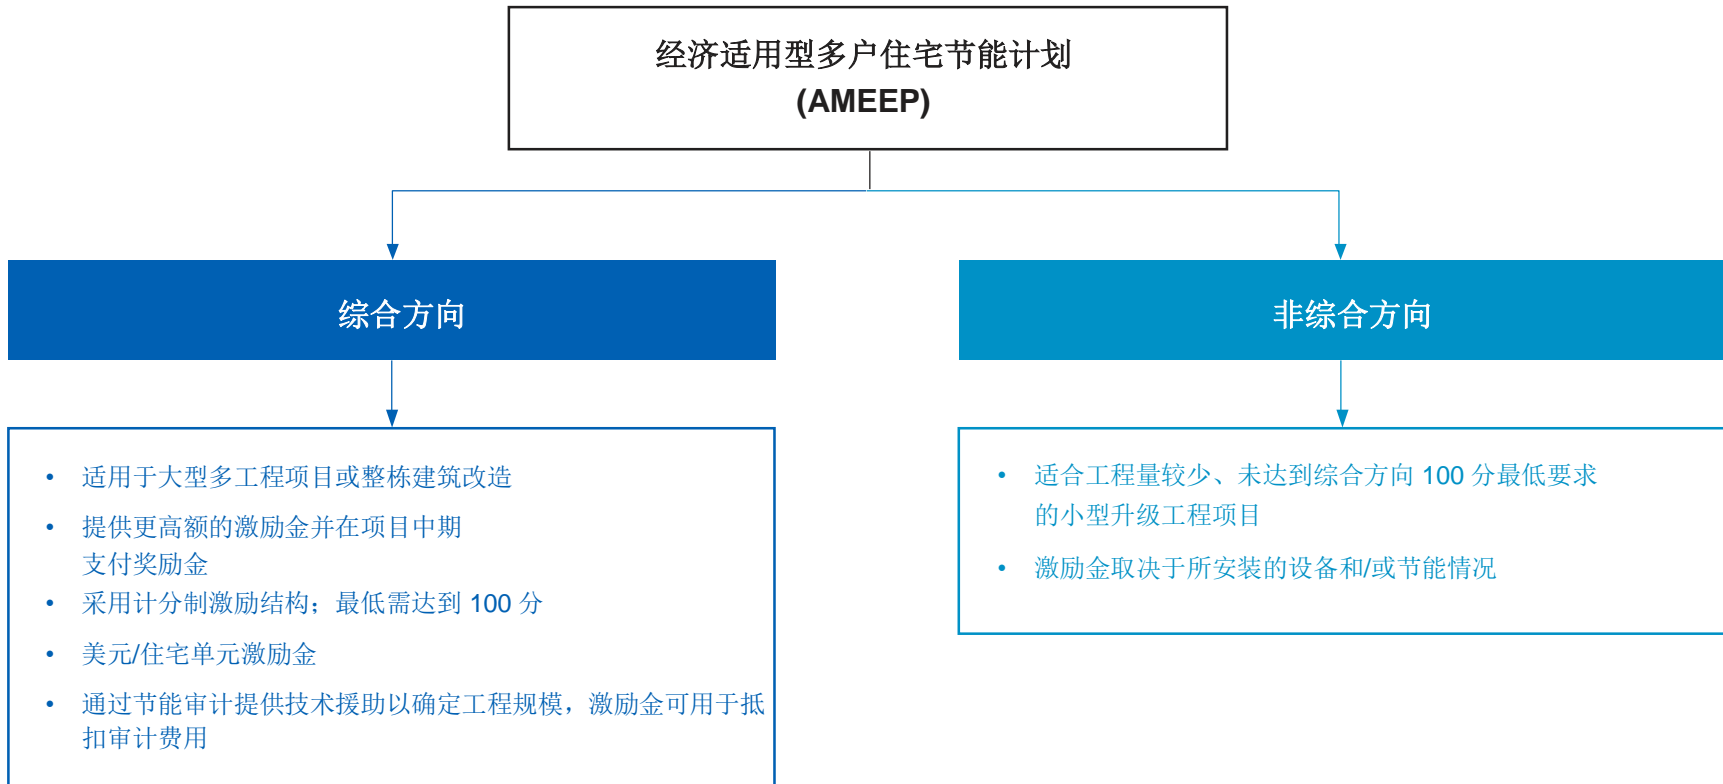 经济适用型多户住宅节能计划
(AMEEP)
综合方向
非综合方向
• 适用于大型多工程项目或整栋建筑改造
• 提供更高额的激励金并在项目中期
支付奖励金
• 采用计分制激励结构；最低需达到 100 分
• 美元/住宅单元激励金
• 通过节能审计提供技术援助以确定工程规模，激励金可用于抵
扣审计费用
• 适合工程量较少、未达到综合方向 100 分最低要求
的小型升级工程项目
• 激励金取决于所安装的设备和/或节能情况